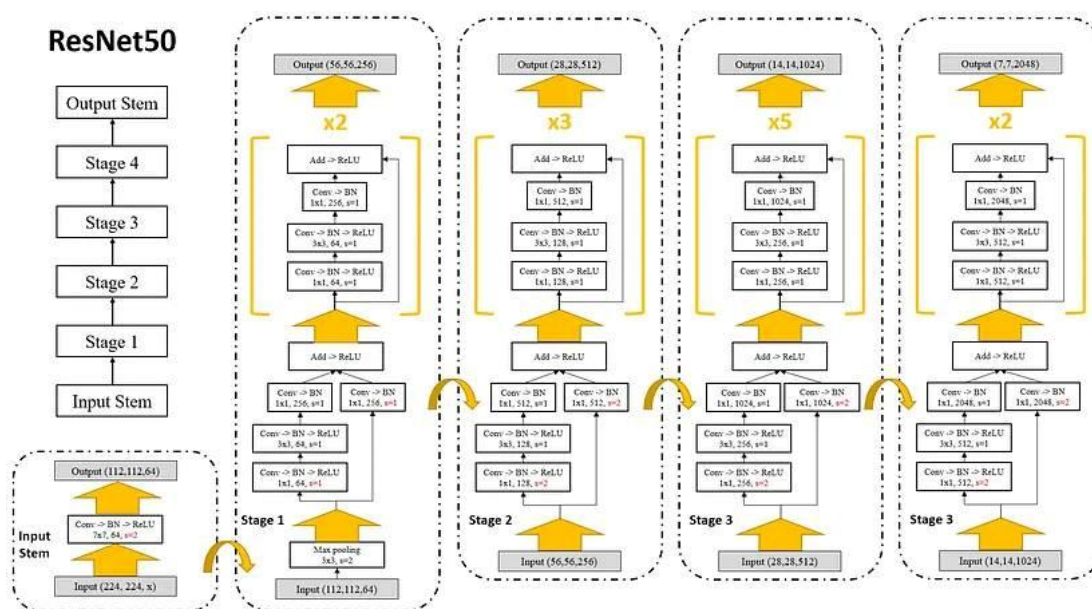 ResNet50
Output Stem
Stage 4
Stage 3
Stage 2
Stage 1
Input Stem
Output (112,112,64)
Conv -> BN -> ReLU
7x7, 64, s=2
Input (224, 224, x)
Input
Stem
Output (56,56,256)
x2
Add -> ReLU
Conv -> BN
1x1, 256, s=1
Conv -> BN -> ReLU
3x3, 64, s=1
Conv -> BN -> ReLU
1x1, 64, s=1
Add -> ReLU
Conv -> BN
1x1, 256, s=1
Conv -> BN
1x1, 256, s=1
Conv -> BN -> ReLU
3x3, 64, s=1
Conv -> BN -> ReLU
1x1, 64, s=1
Stage 1
Max pooling
3x3, s=2
Input (112,112,64)
Output (28,28,512)
x3
Add -> ReLU
Conv -> BN
1x1, 512, s=1
Conv -> BN -> ReLU
3x3, 128, s=1
Conv -> BN -> ReLU
1x1, 128, s=1
Add -> ReLU
Conv -> BN
1x1, 512, s=1
Conv -> BN
1x1, 512, s=2
Conv -> BN -> ReLU
3x3, 128, s=1
Conv -> BN -> ReLU
1x1, 128, s=2
Stage 2
Input (56,56,256)
Output (14,14,1024)
x5
Add -> ReLU
Conv -> BN
1x1, 1024, s=1
Conv -> BN -> ReLU
3x3, 256, s=1
Conv -> BN -> ReLU
1x1, 256, s=1
Add -> ReLU
Conv -> BN
1x1, 1024, s=1
Conv -> BN
1x1, 1024, s=2
Conv -> BN -> ReLU
3x3, 256, s=1
Conv -> BN -> ReLU
1x1, 256, s=2
Stage 3
Input (28,28,512)
Output (7,7,2048)
x2
Add -> ReLU
Conv -> BN
1x1, 2048, s=1
Conv -> BN -> ReLU
3x3, 512, s=1
Conv -> BN -> ReLU
1x1, 512, s=1
Add -> ReLU
Conv -> BN
1x1, 2048, s=1
Conv -> BN
1x1, 2048, s=2
Conv -> BN -> ReLU
3x3, 512, s=1
Conv -> BN -> ReLU
1x1, 512, s=2
Stage 3
Input (14,14,1024)